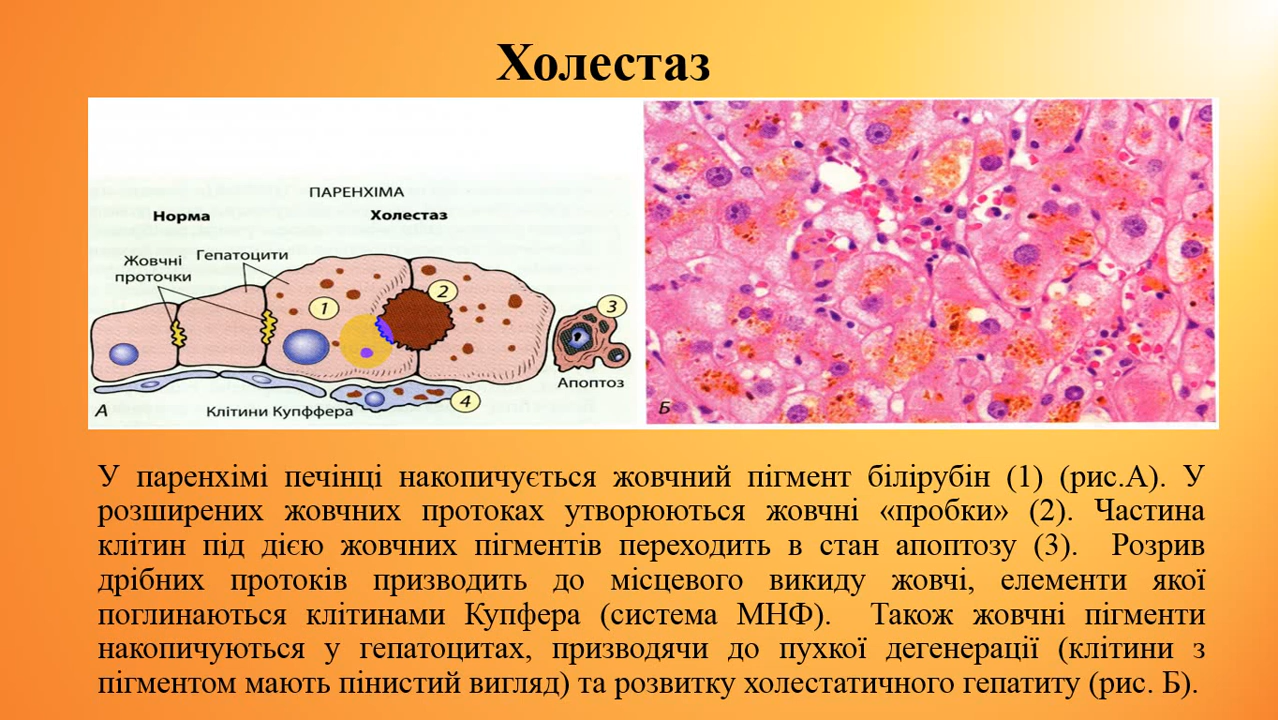 Холестаз
ПАРЕНХІМА
Норма
Холестаз
Жовчні
проточки
Гепатоцити
1
2
3
Апоптоз
А
Клітини Купффера
4
Б
У паренхімі печінці накопичується жовчний пігмент білірубін (1) (рис.А). У
розширених жовчних протоках утворюються жовчні «пробки» (2). Частина
клітин під дією жовчних пігментів переходить в стан апоптозу (3). Розрив
дрібних протоків призводить до місцевого викиду жовчі, елементи якої
поглинаються клітинами Купфера (система МНФ). Також жовчні пігменти
накопичуються у гепатоцитах, призводячи до пухкої дегенерації (клітини з
пігментом мають пінистий вигляд) та розвитку холестатичного гепатиту (рис. Б).